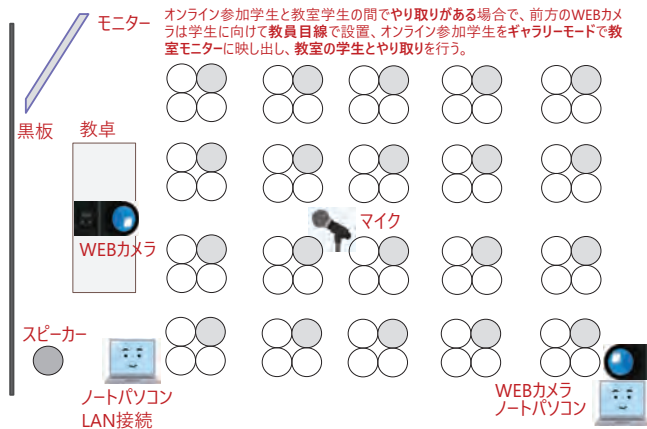 オンライン参加学生と教室学生の間でやり取りがある場合で、前方のWEBカメ
ラは学生に向けて教員目線で設置、オンライン参加学生をギャラリーモードで教
室モニターに映し出し、教室の学生とやり取りを行う。
モニター
黒板
教卓
WEBカメラ
マイク
スピーカー
ノートパソコン
LAN接続
WEBカメラ
ノートパソコン